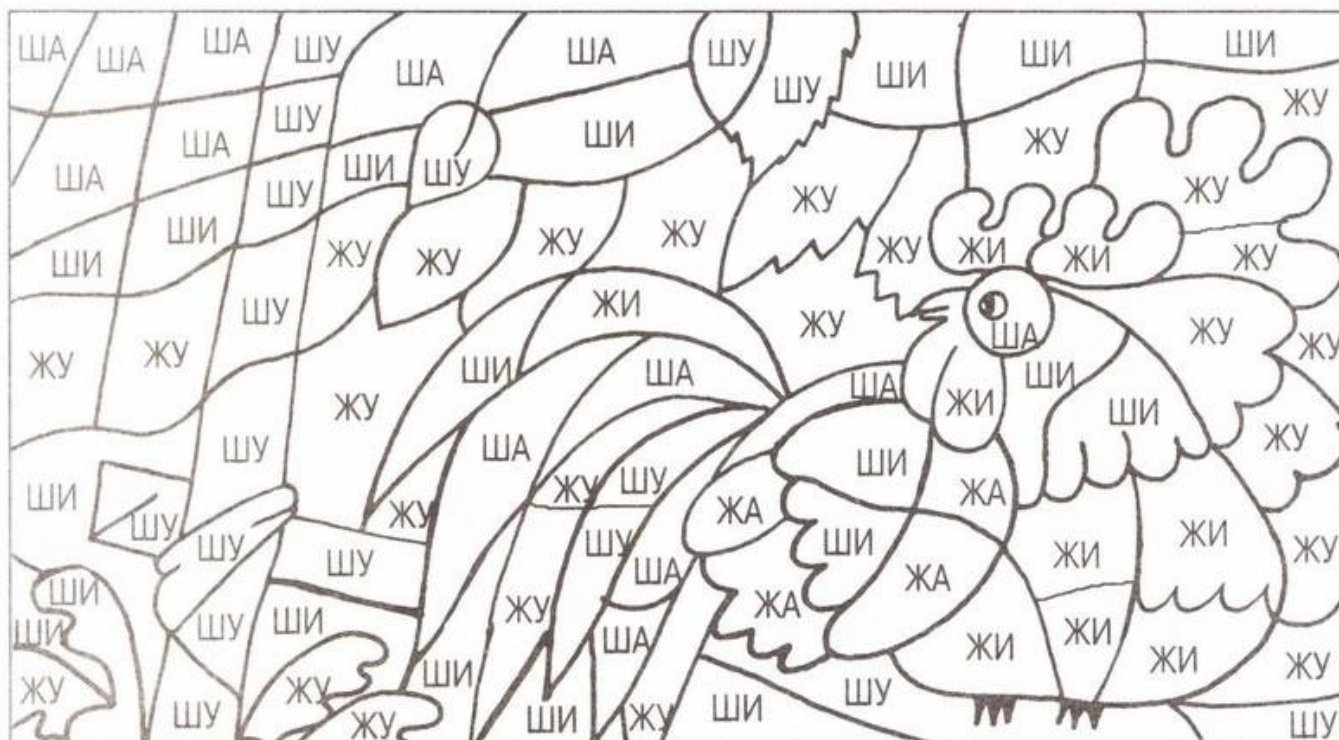 ША ША ША ШУ ША ША ШУ ШУ ШИ ШИ ШИ
ША ША ШУ ШИ ШУ ШИ ЖУ ЖУ
ШИ ШИ ШУ ЖУ ЖУ ЖУ ЖУ ЖУ ЖУ ЖИ ЖИ ЖУ ЖУ
ЖУ ЖУ ШУ ЖИ ЖУ ША ЖУ ЖУ
ЖУ ШИ ША ША ЖИ ШИ ШИ ЖУ
ШИ ШУ ША ЖУ ШУ ШИ ЖА
ШУ ШУ ЖУ ШУ ЖА ШИ ЖИ ЖИ ЖУ
ШИ ШУ ША ЖА
ШИ ШУ ШИ ЖУ ША ЖА ЖИ ЖИ ЖИ ЖУ
ЖУ ШУ ЖУ ЖУ ШИ ШИ ЖУ ШИ ШУ ШУ